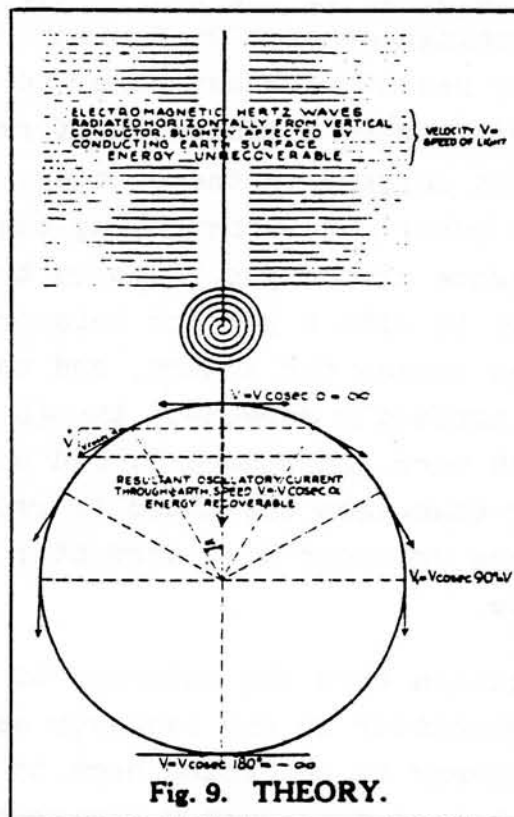 ELECTROMAGNETIC HERTZ WAVES
RADIATED HORIZONTALLY FROM VERTICAL
CONDUCTOR, SLIGHTLY AFFECTED BY
CONDUCTING EARTH SURFACE
ENERGY UNRECOVERABLE
VELOCITY V=
SPEED OF LIGHT
V=V cosec 0 = ∞
V
RESULTANT OSCILLATORY CURRENT
THROUGH EARTH, SPEED V=V COSEC α
ENERGY RECOVERABLE
V₁=V cosec 90°=V
V=V cosec 180°= -∞
Fig. 9. THEORY.